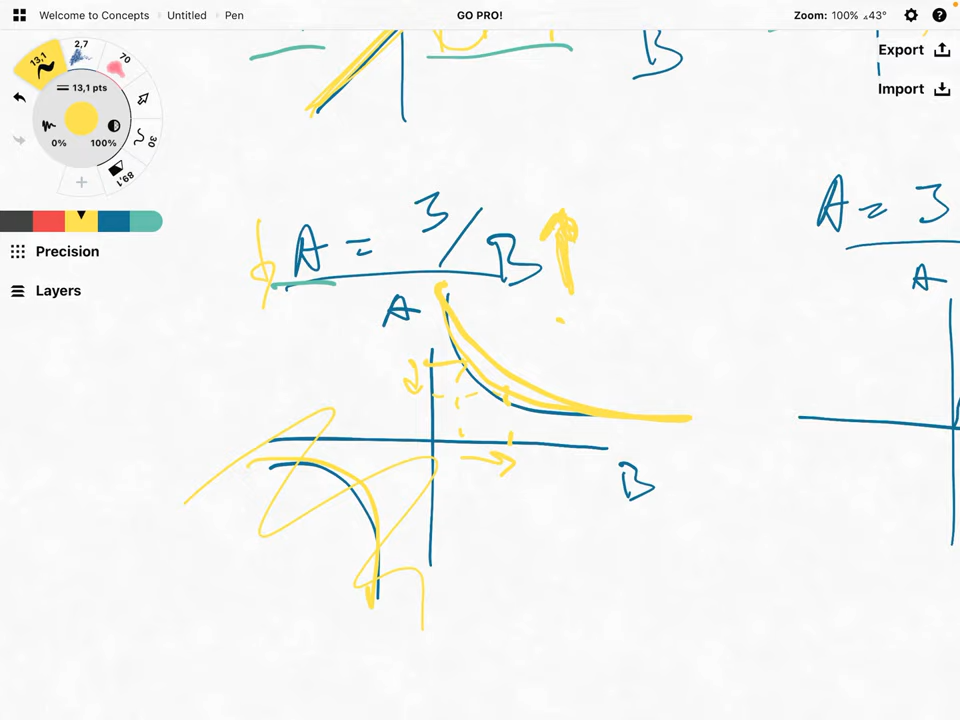 Welcome to Concepts › Untitled › Pen
GO PRO!
Zoom: 100% ⊿43°
Export
Import
2,7
13,1
70
13,1 pts
0% 100%
30
89,1
Precision
Layers
B
A = 3/B
A
B
A = 3
A